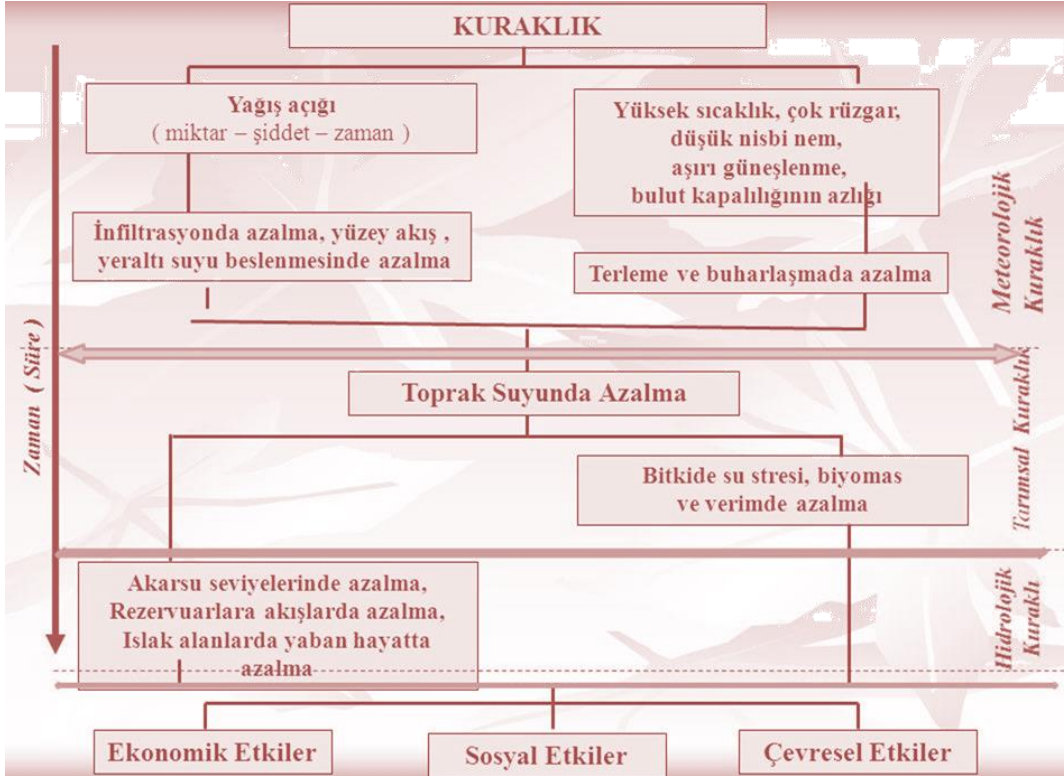 KURAKLIK
Yağış açığı
( miktar – şiddet – zaman )
Yüksek sıcaklık, çok rüzgar,
düşük nisbi nem,
aşırı güneşlenme,
bulut kapalılığının azlığı
İnfiltrasyonda azalma, yüzey akış ,
yeraltı suyu beslenmesinde azalma
Terleme ve buharlaşmada azalma
Meteorolojik
Kuraklık
Zaman ( Süre )
Toprak Suyunda Azalma
Bitkide su stresi, biyomas
ve verimde azalma
Tarımsal Kuraklık
Akarsu seviyelerinde azalma,
Rezervuarlara akışlarda azalma,
Islak alanlarda yaban hayatta
azalma
Hidrolojik
Kuraklı
Ekonomik Etkiler
Sosyal Etkiler
Çevresel Etkiler